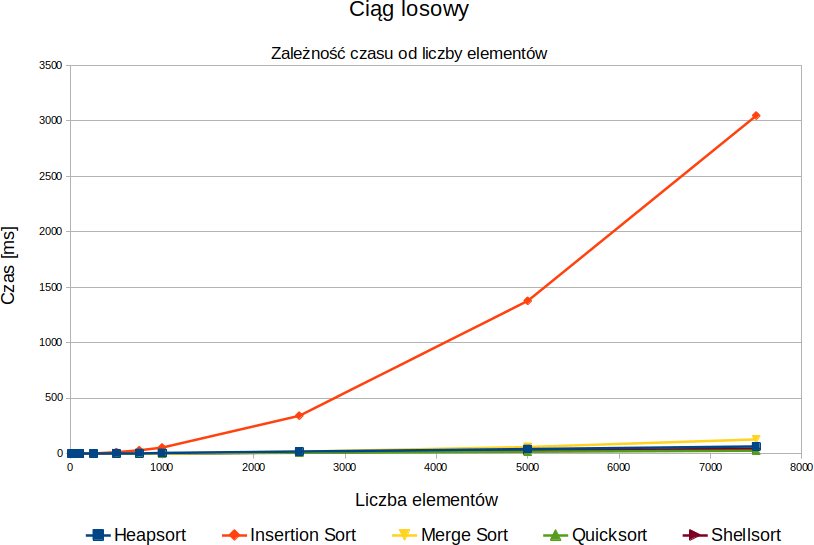 Ciąg losowy
Zależność czasu od liczby elementów
3500
3000
2500
2000
1500
1000
500
0
Czas [ms]
0 1000 2000 3000 4000 5000 6000 7000 8000
Liczba elementów
Heapsort Insertion Sort Merge Sort Quicksort Shellsort